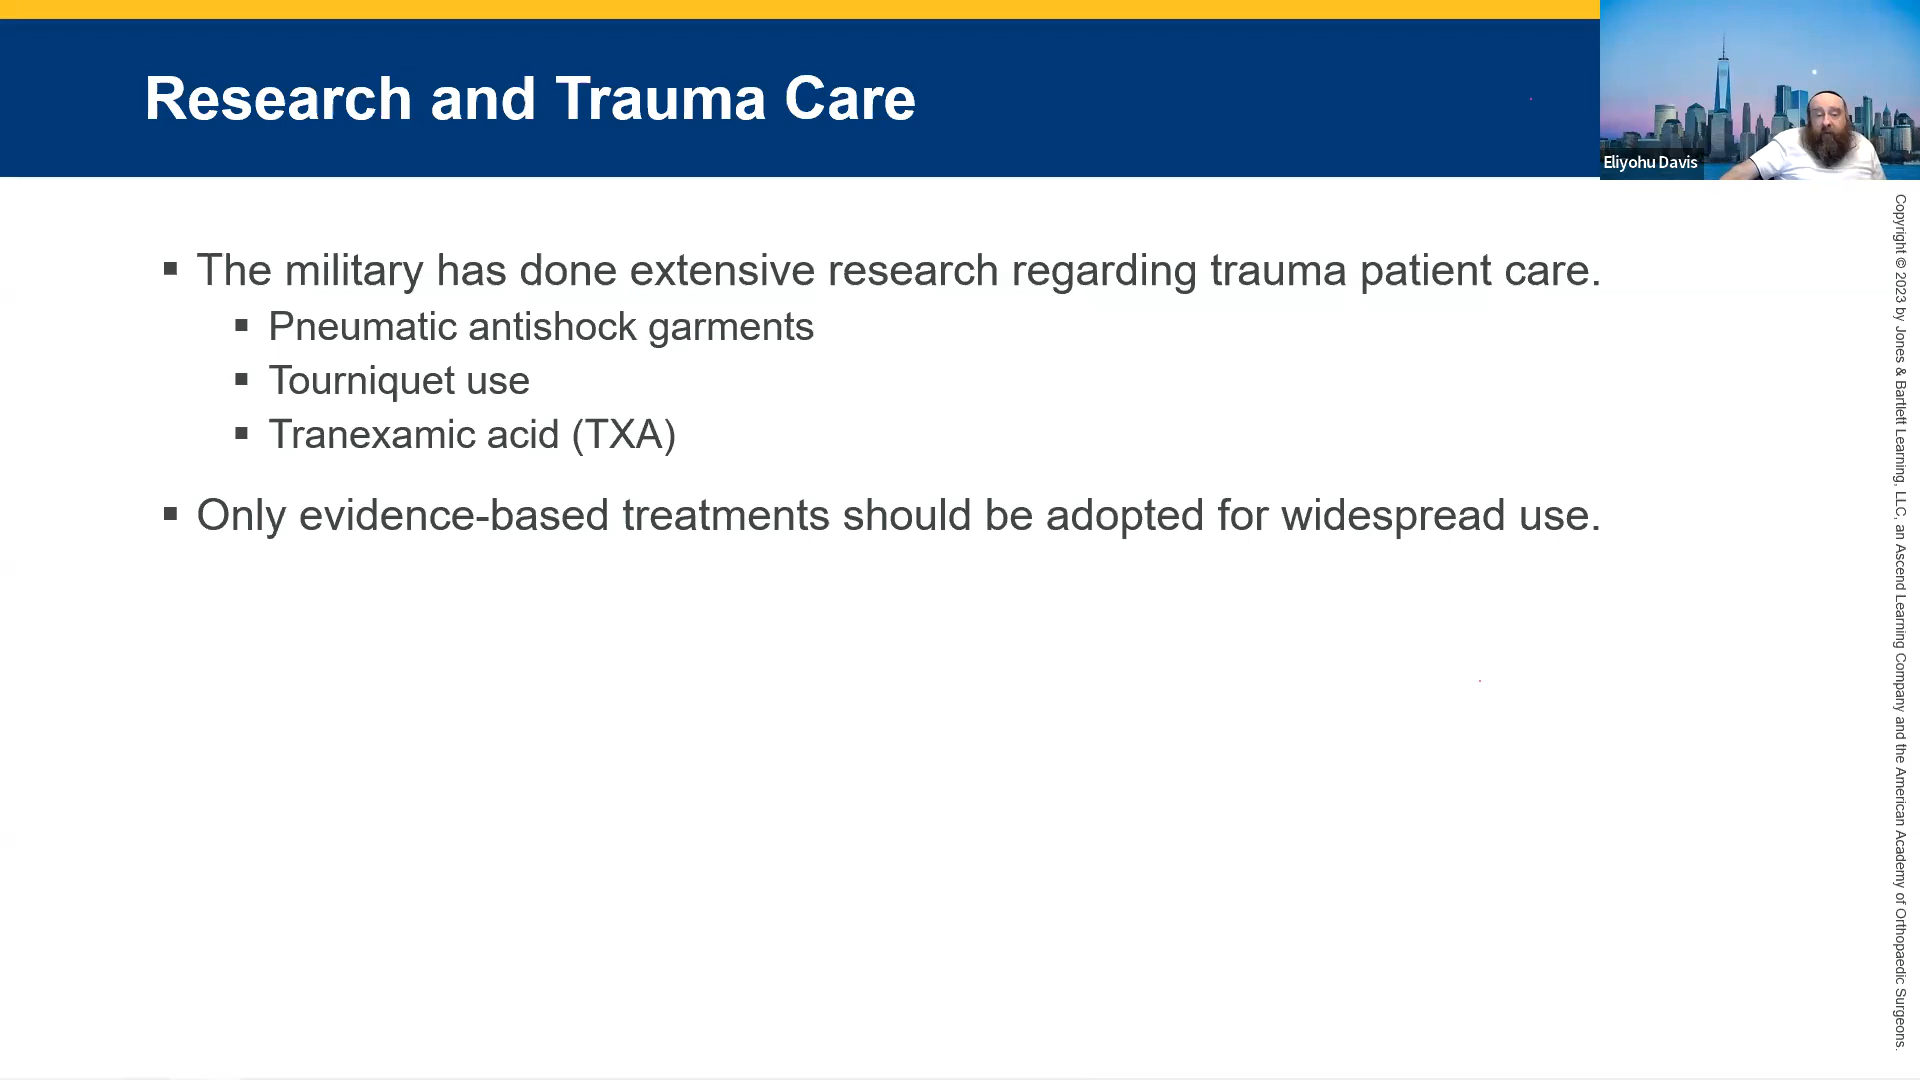 Research and Trauma Care
Eliyohu Davis
▪ The military has done extensive research regarding trauma patient care.
▪ Pneumatic antishock garments
▪ Tourniquet use
▪ Tranexamic acid (TXA)
▪ Only evidence-based treatments should be adopted for widespread use.
Copyright © 2023 by Jones & Bartlett Learning, LLC, an Ascend Learning Company and the American Academy of Orthopaedic Surgeons.